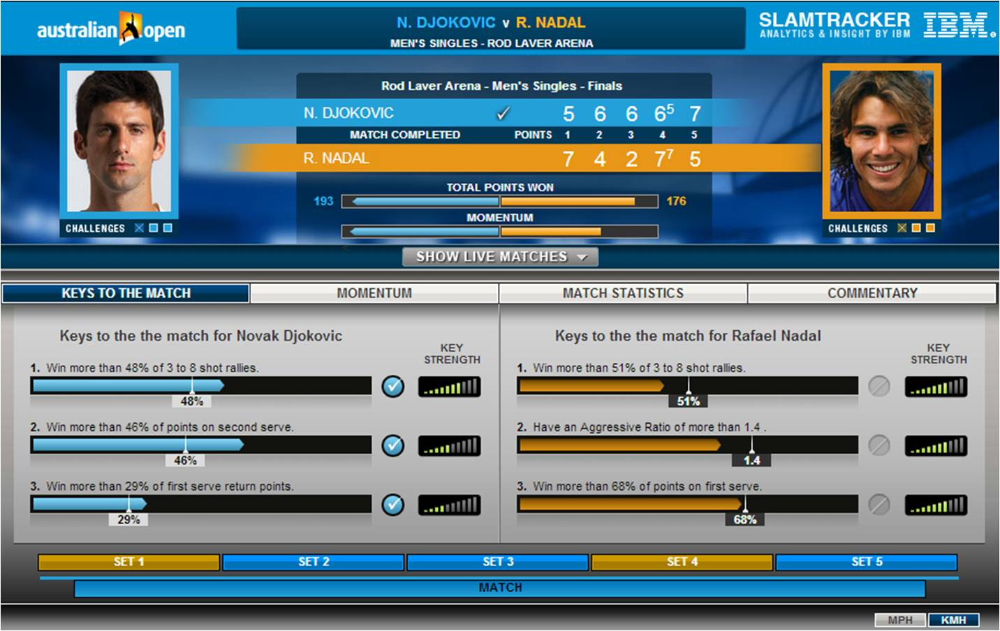 australian open
N. DJOKOVIC v R. NADAL
MEN'S SINGLES - ROD LAVER ARENA
SLAMTRACKER
ANALYTICS & INSIGHT BY IBM
IBM
Rod Laver Arena - Men's Singles - Finals
N. DJOKOVIC ✓ 5 6 6 6⁵ 7
MATCH COMPLETED POINTS 1 2 3 4 5
R. NADAL 7 4 2 7⁷ 5
TOTAL POINTS WON
193 176
MOMENTUM
CHALLENGES
CHALLENGES
SHOW LIVE MATCHES
KEYS TO THE MATCH MOMENTUM MATCH STATISTICS COMMENTARY
Keys to the the match for Novak Djokovic
KEY
STRENGTH
1. Win more than 48% of 3 to 8 shot rallies.
48%
2. Win more than 46% of points on second serve.
46%
3. Win more than 29% of first serve return points.
29%
Keys to the the match for Rafael Nadal
KEY
STRENGTH
1. Win more than 51% of 3 to 8 shot rallies.
51%
2. Have an Aggressive Ratio of more than 1.4 .
1.4
3. Win more than 68% of points on first serve.
68%
SET 1 SET 2 SET 3 SET 4 SET 5
MATCH
MPH KMH